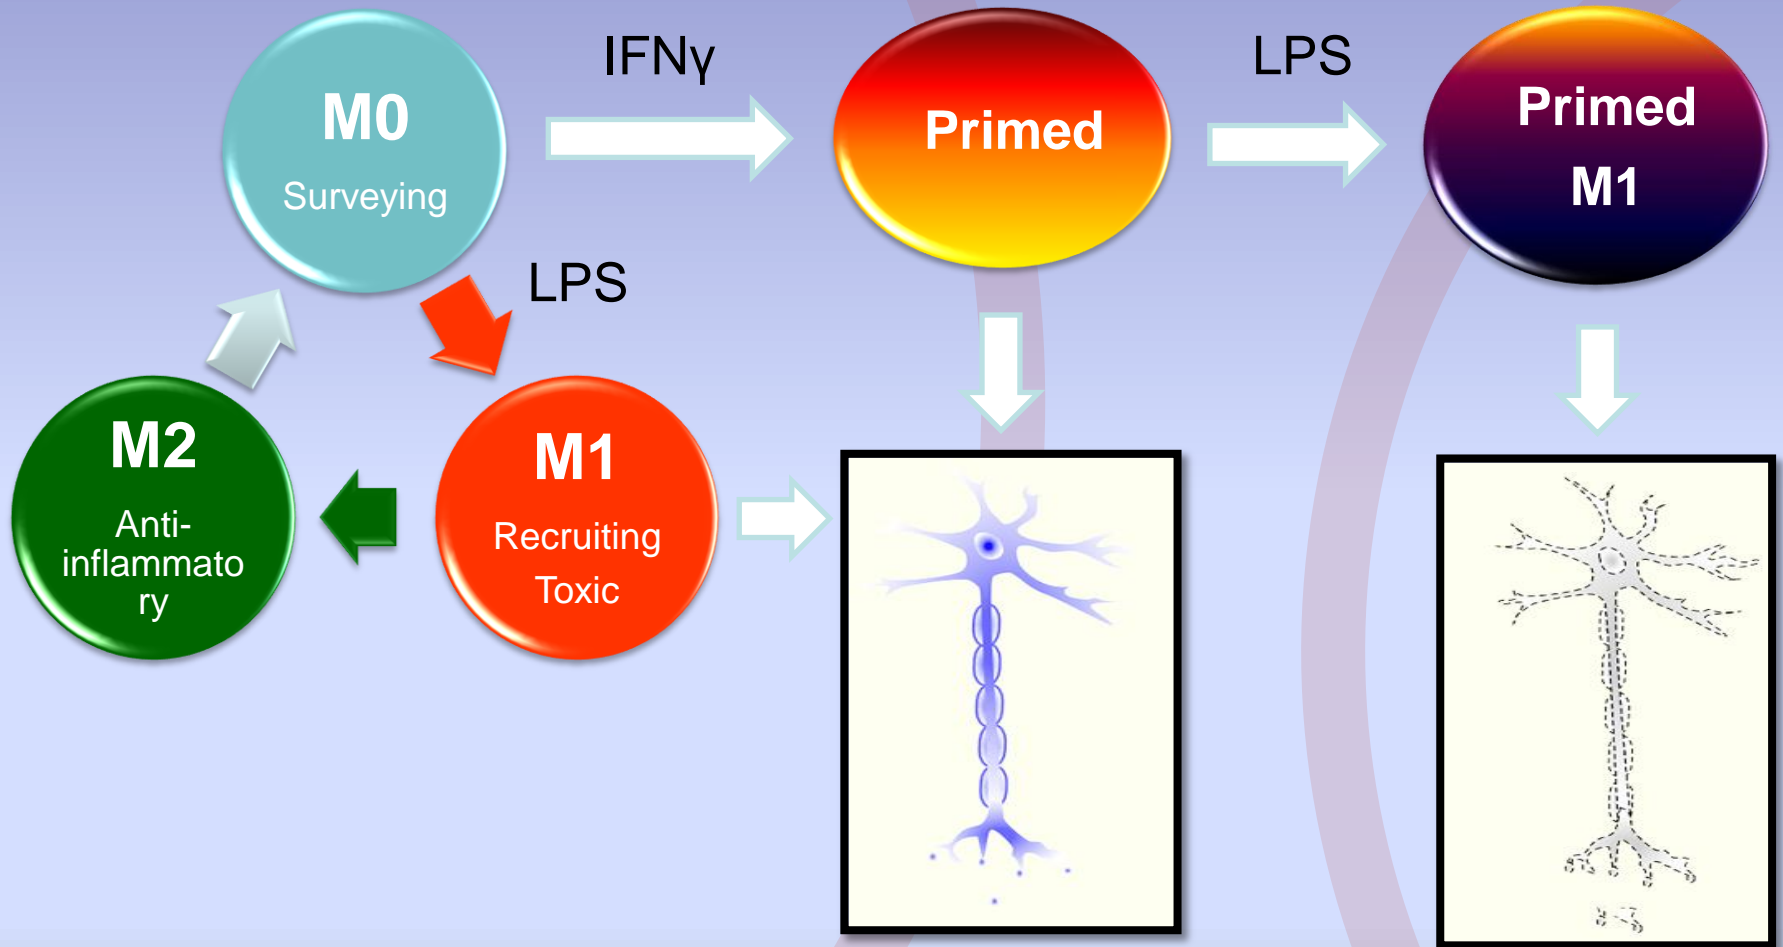 IFNγ
LPS
M0
Surveying
Primed
Primed
M1
LPS
M2
Anti-
inflammato
ry
M1
Recruiting
Toxic